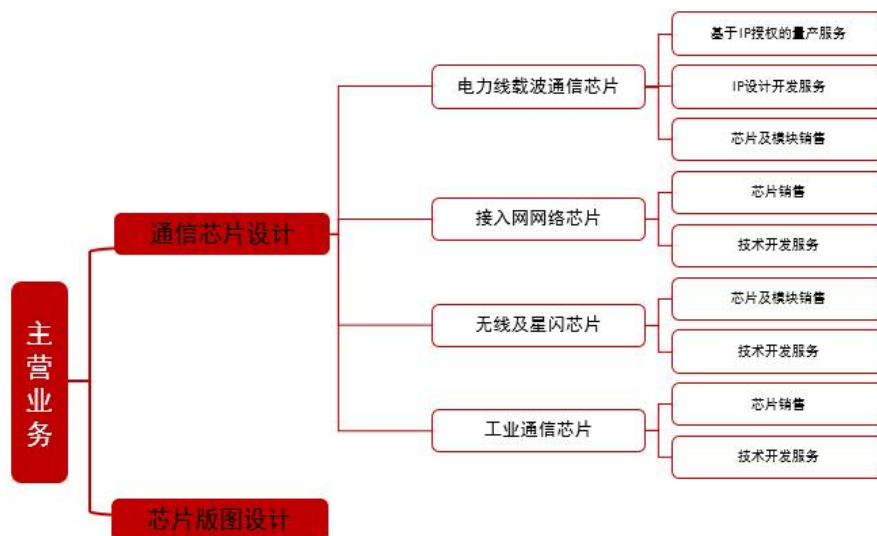 主营业务
通信芯片设计
芯片版图设计
电力线载波通信芯片
基于IP授权的量产服务
IP设计开发服务
芯片及模块销售
接入网网络芯片
芯片销售
技术开发服务
无线及星闪芯片
芯片及模块销售
技术开发服务
工业通信芯片
芯片销售
技术开发服务